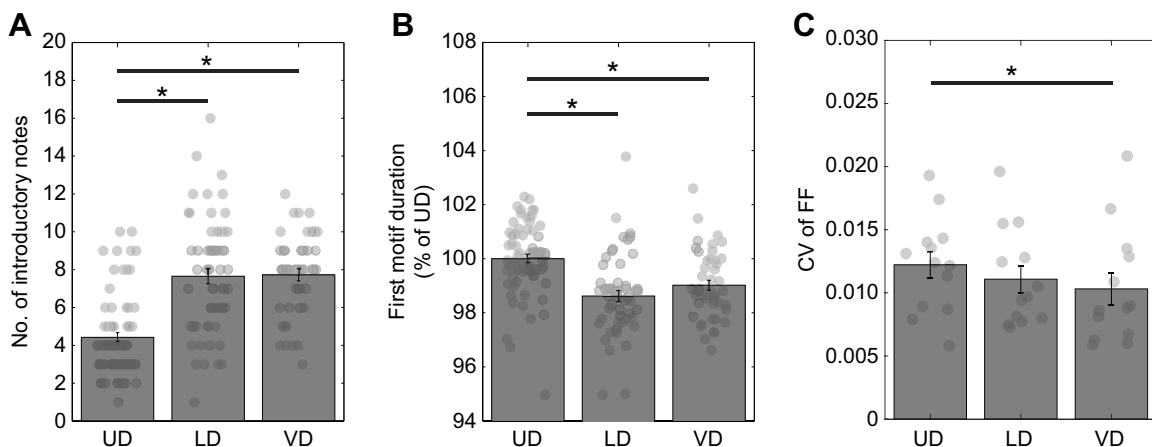 A
No. of introductory notes
20
18
16
14
12
10
8
6
4
2
0
*
*
UD
LD
VD
B
First motif duration
(% of UD)
108
106
104
102
100
98
96
94
*
*
UD
LD
VD
C
CV of FF
0.030
0.025
0.020
0.015
0.010
0.005
0
*
UD
LD
VD